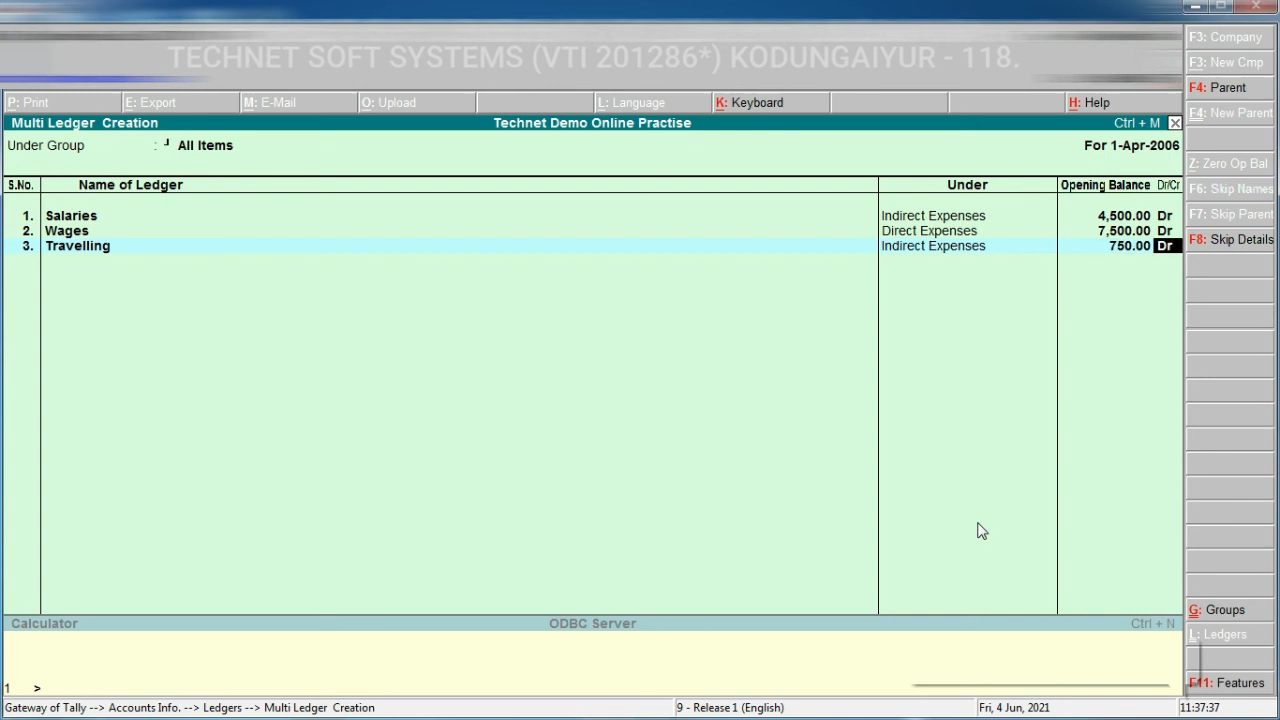 TECHNET SOFT SYSTEMS (VTI 201286*) KODUNGAIYUR - 118.
F3: Company
F3: New Cmp
F4: Parent
F4: New Parent
Z: Zero Op Bal
F6: Skip Names
F7: Skip Parent
F8: Skip Details
P: Print E: Export M: E-Mail O: Upload L: Language K: Keyboard H: Help
Multi Ledger Creation Technet Demo Online Practise Ctrl + M
Under Group : ┘ All Items For 1-Apr-2006
S.No. Name of Ledger Under Opening Balance Dr/Cr
1. Salaries Indirect Expenses 4,500.00 Dr
2. Wages Direct Expenses 7,500.00 Dr
3. Travelling Indirect Expenses 750.00 Dr
G: Groups
L: Ledgers
F11: Features
Calculator ODBC Server Ctrl + N
1 >
Gateway of Tally --> Accounts Info. --> Ledgers --> Multi Ledger Creation 9 - Release 1 (English) Fri, 4 Jun, 2021 11:37:37